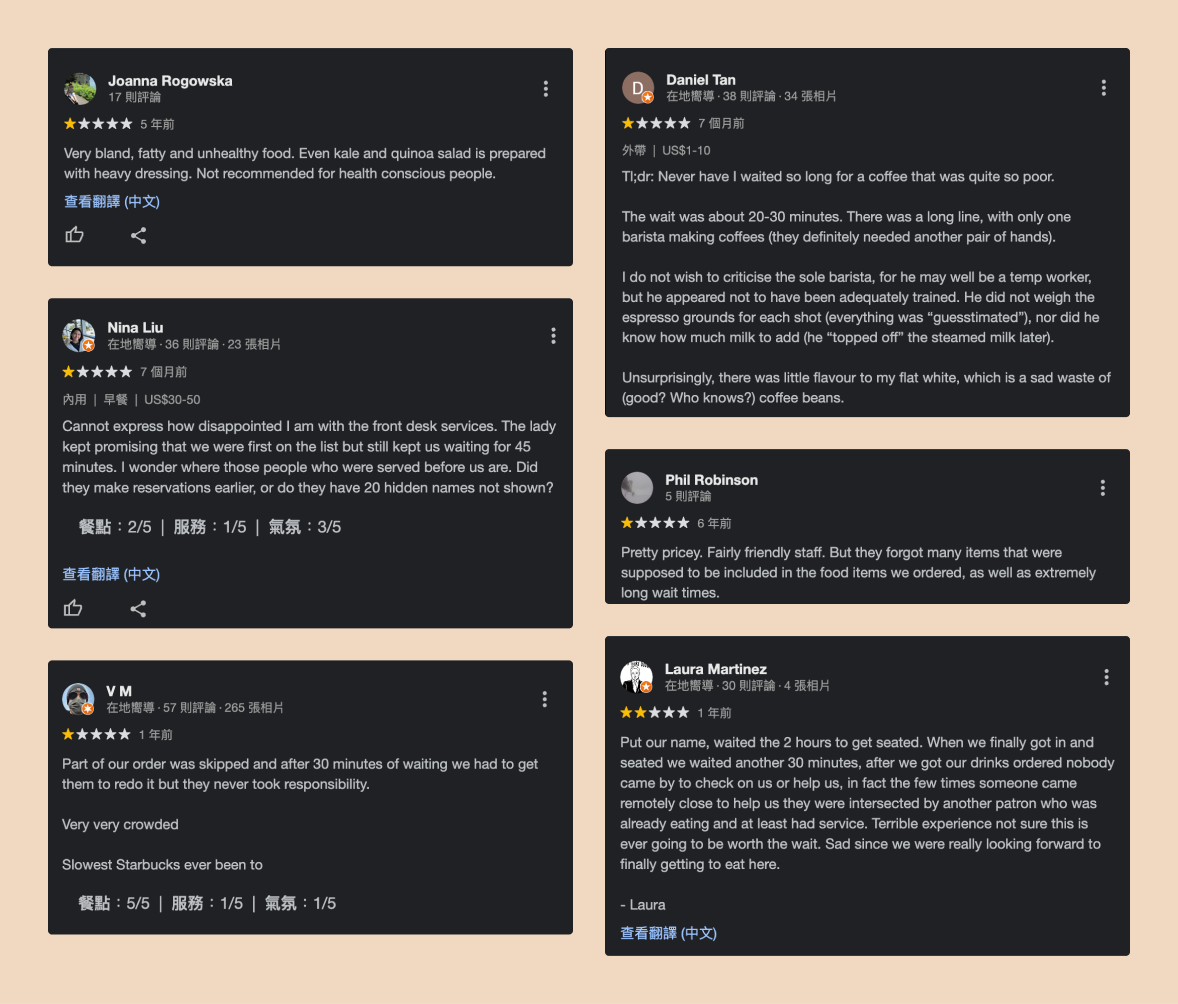 Joanna Rogowska
17 則評論
5 年前
Very bland, fatty and unhealthy food. Even kale and quinoa salad is prepared
with heavy dressing. Not recommended for health conscious people.
查看翻譯 (中文)
Nina Liu
在地嚮導 · 36 則評論 · 23 張相片
7 個月前
內用 | 早餐 | US$30-50
Cannot express how disappointed I am with the front desk services. The lady
kept promising that we were first on the list but still kept us waiting for 45
minutes. I wonder where those people who were served before us are. Did
they make reservations earlier, or do they have 20 hidden names not shown?
餐點：2/5 | 服務：1/5 | 氣氛：3/5
查看翻譯 (中文)
V M
在地嚮導 · 57 則評論 · 265 張相片
1 年前
Part of our order was skipped and after 30 minutes of waiting we had to get
them to redo it but they never took responsibility.
Very very crowded
Slowest Starbucks ever been to
餐點：5/5 | 服務：1/5 | 氣氛：1/5
D
Daniel Tan
在地嚮導 · 38 則評論 · 34 張相片
7 個月前
外帶 | US$1-10
Tl;dr: Never have I waited so long for a coffee that was quite so poor.
The wait was about 20-30 minutes. There was a long line, with only one
barista making coffees (they definitely needed another pair of hands).
I do not wish to criticise the sole barista, for he may well be a temp worker,
but he appeared not to have been adequately trained. He did not weigh the
espresso grounds for each shot (everything was “guesstimated”), nor did he
know how much milk to add (he “topped off” the steamed milk later).
Unsurprisingly, there was little flavour to my flat white, which is a sad waste of
(good? Who knows?) coffee beans.
Phil Robinson
5 則評論
6 年前
Pretty pricey. Fairly friendly staff. But they forgot many items that were
supposed to be included in the food items we ordered, as well as extremely
long wait times.
Laura Martinez
在地嚮導 · 30 則評論 · 4 張相片
1 年前
Put our name, waited the 2 hours to get seated. When we finally got in and
seated we waited another 30 minutes, after we got our drinks ordered nobody
came by to check on us or help us, in fact the few times someone came
remotely close to help us they were intersected by another patron who was
already eating and at least had service. Terrible experience not sure this is
ever going to be worth the wait. Sad since we were really looking forward to
finally getting to eat here.
- Laura
查看翻譯 (中文)